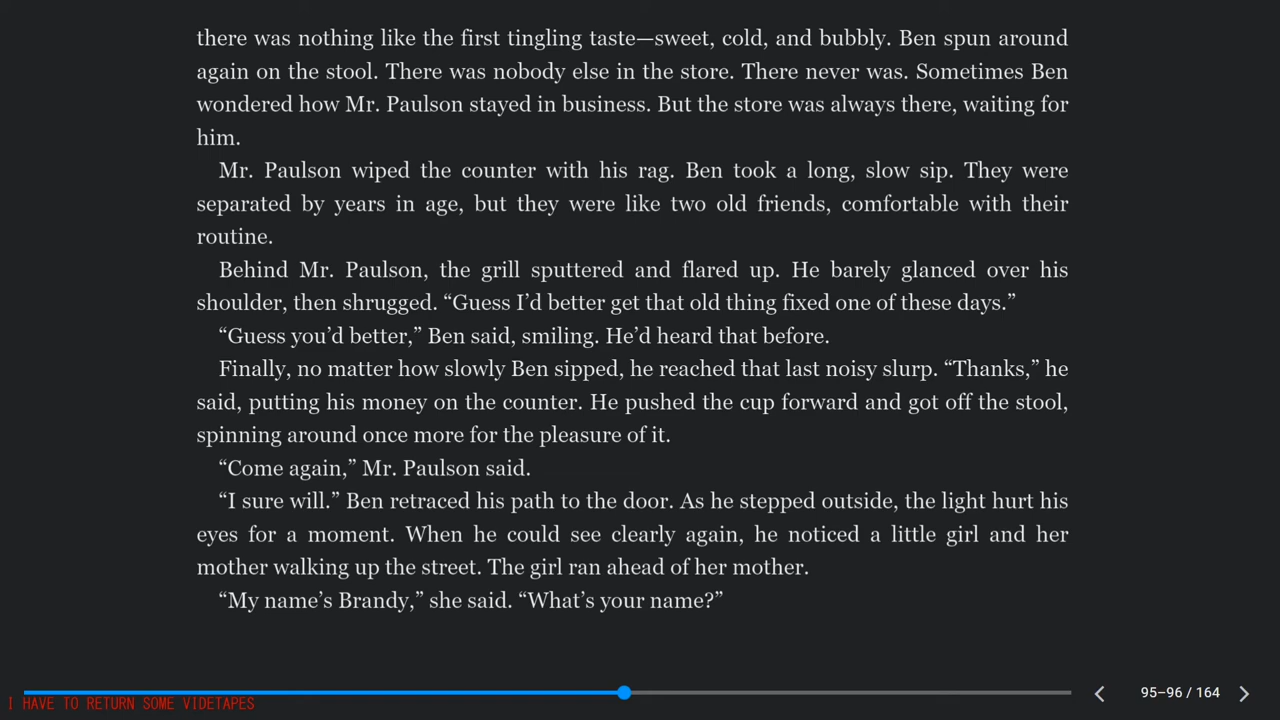 there was nothing like the first tingling taste—sweet, cold, and bubbly. Ben spun around
again on the stool. There was nobody else in the store. There never was. Sometimes Ben
wondered how Mr. Paulson stayed in business. But the store was always there, waiting for
him.
Mr. Paulson wiped the counter with his rag. Ben took a long, slow sip. They were
separated by years in age, but they were like two old friends, comfortable with their
routine.
Behind Mr. Paulson, the grill sputtered and flared up. He barely glanced over his
shoulder, then shrugged. “Guess I’d better get that old thing fixed one of these days.”
“Guess you’d better,” Ben said, smiling. He’d heard that before.
Finally, no matter how slowly Ben sipped, he reached that last noisy slurp. “Thanks,” he
said, putting his money on the counter. He pushed the cup forward and got off the stool,
spinning around once more for the pleasure of it.
“Come again,” Mr. Paulson said.
“I sure will.” Ben retraced his path to the door. As he stepped outside, the light hurt his
eyes for a moment. When he could see clearly again, he noticed a little girl and her
mother walking up the street. The girl ran ahead of her mother.
“My name’s Brandy,” she said. “What’s your name?”
95–96 / 164
I HAVE TO RETURN SOME VIDETAPES